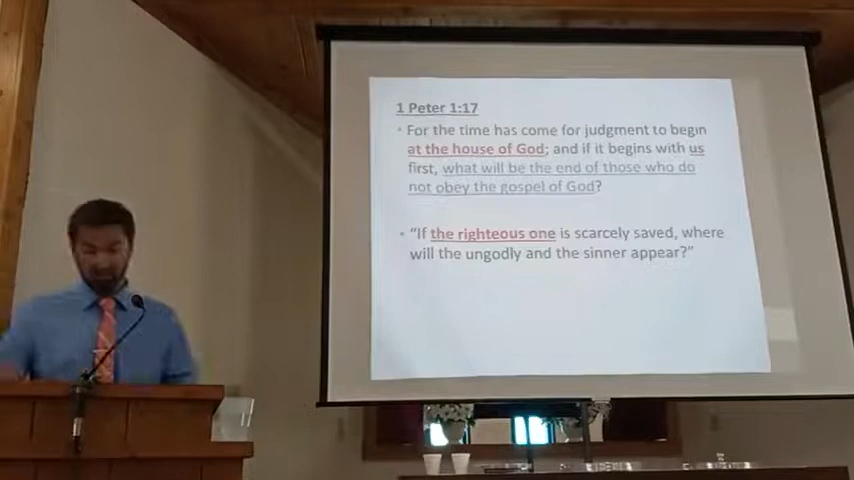 1 Peter 1:17
• For the time has come for judgment to begin
at the house of God; and if it begins with us
first, what will be the end of those who do
not obey the gospel of God?
• "If the righteous one is scarcely saved, where
will the ungodly and the sinner appear?"